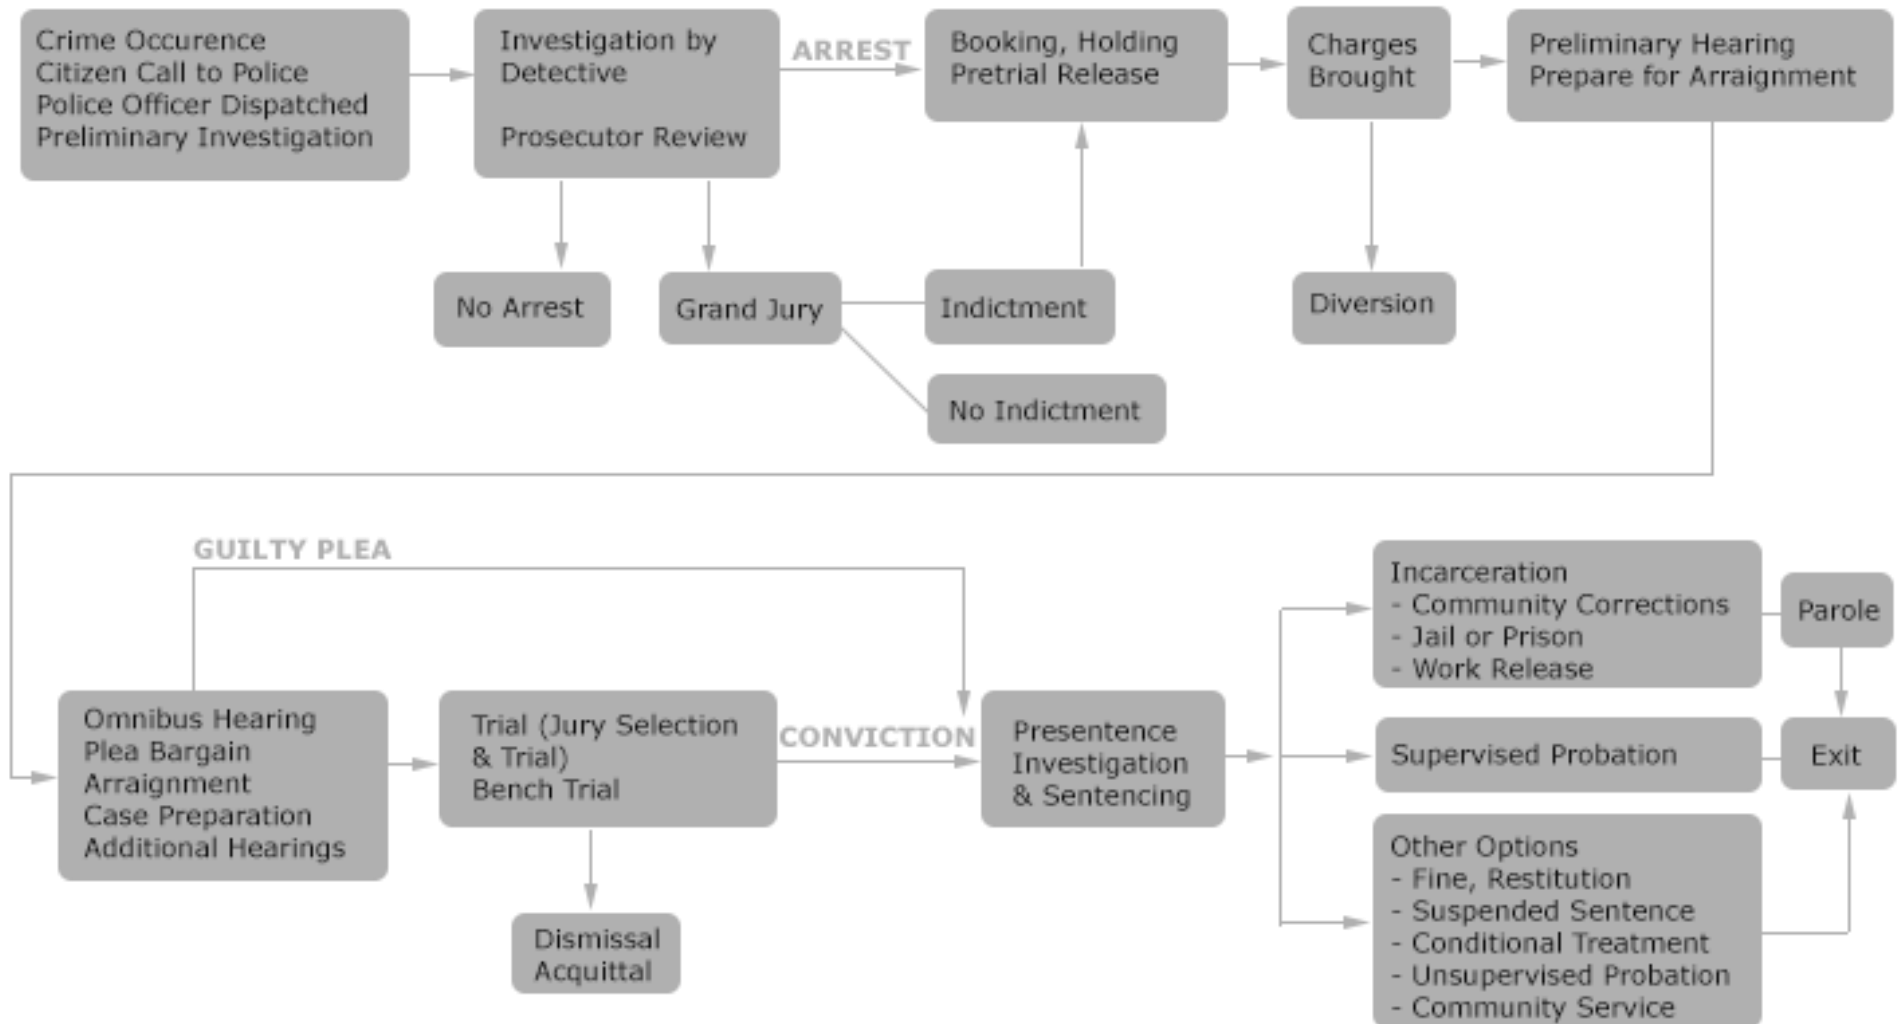 Crime Occurence
Citizen Call to Police
Police Officer Dispatched
Preliminary Investigation
Investigation by
Detective
Prosecutor Review
ARREST
Booking, Holding
Pretrial Release
Charges
Brought
Preliminary Hearing
Prepare for Arraignment
No Arrest
Grand Jury
Indictment
No Indictment
Diversion
GUILTY PLEA
Omnibus Hearing
Plea Bargain
Arraignment
Case Preparation
Additional Hearings
Trial (Jury Selection
& Trial)
Bench Trial
CONVICTION
Dismissal
Acquittal
Presentence
Investigation
& Sentencing
Incarceration
- Community Corrections
- Jail or Prison
- Work Release
Parole
Supervised Probation
Exit
Other Options
- Fine, Restitution
- Suspended Sentence
- Conditional Treatment
- Unsupervised Probation
- Community Service